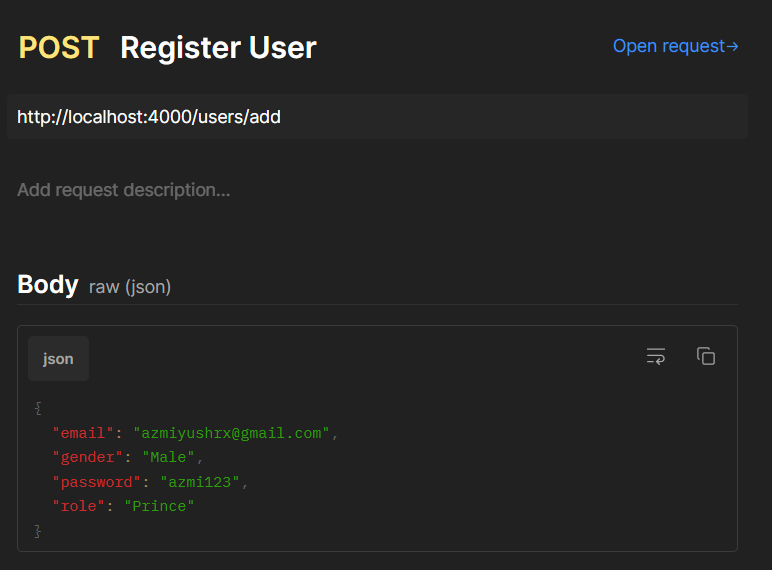 POST Register User Open request→
http://localhost:4000/users/add
Add request description...
Body raw (json)
json
{
"email": "azmiyushrx@gmail.com",
"gender": "Male",
"password": "azmi123",
"role": "Prince"
}